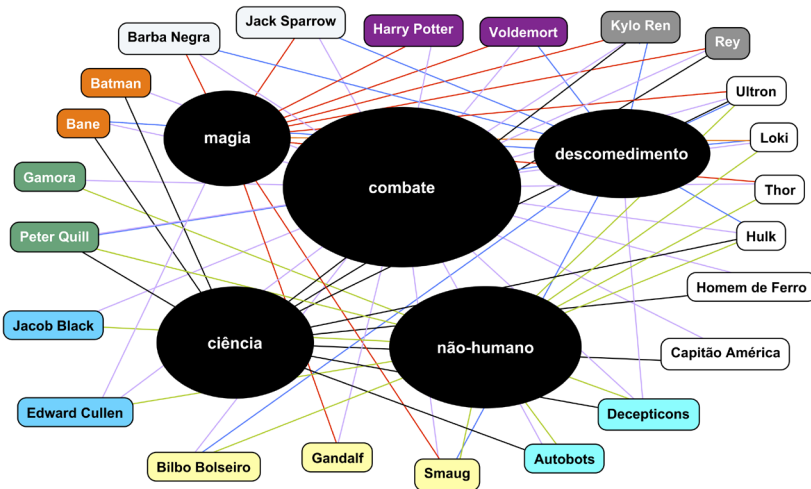 Jack Sparrow
Barba Negra
Harry Potter
Voldemort
Kylo Ren
Rey
Batman
Ultron
Bane
magia
Loki
descomedimento
combate
Gamora
Thor
Peter Quill
Hulk
Homem de Ferro
Jacob Black
ciência
não-humano
Capitão América
Edward Cullen
Decepticons
Bilbo Bolseiro
Gandalf
Autobots
Smaug